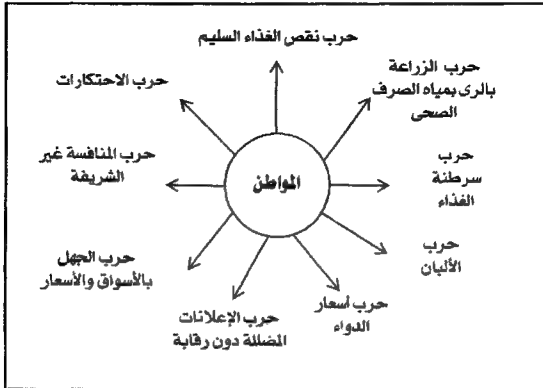 حرب نقص الغذاء السليم
حرب الزراعة
بالرى بمياه الصرف
الصحى
حرب
سرطنة
الغذاء
حرب
الألبان
حرب أسعار
الدواء
حرب الإعلانات
المضللة دون رقابة
حرب الجهل
بالأسواق والأسعار
حرب المنافسة غير
الشريفة
حرب الاحتكارات
المواطن